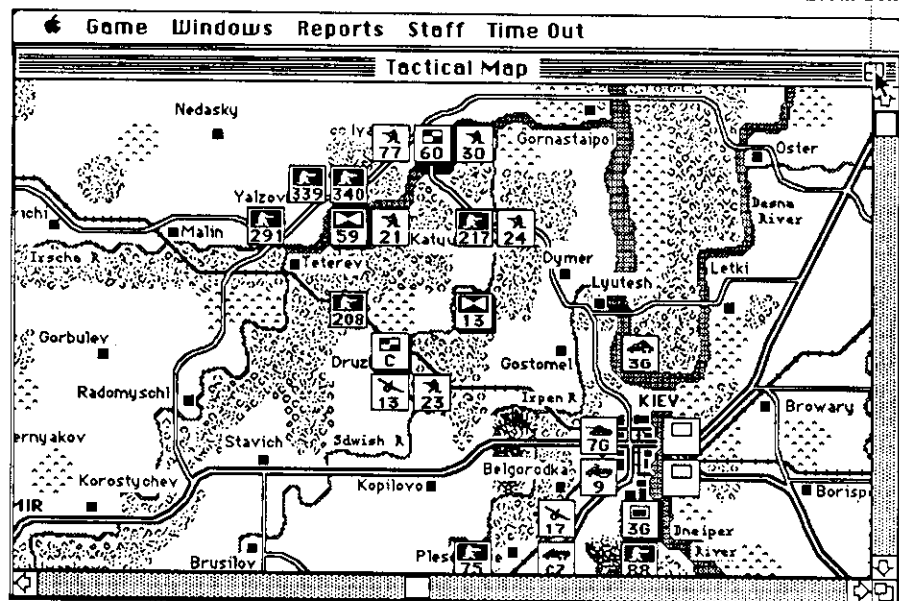 Game Windows Reports Staff Time Out
Tactical Map
Nedasky
77
60
30
Gornastaipol
Oster
339
340
Yalzov
Desna
River
291
59
21
Katyu
217
24
Malin
Irsche R
Teterev
Dymer
Lyutesh
Letki
208
13
Gorbulev
C
36
Druz
Gostomel
13
23
Radomyschl
Irpen R
KIEV
Browary
ernyakov
Stavich
Sdwish R
76
Belgorodka
9
Korostychev
Kopilovo
Borisp
MIR
17
36
Dneiper
River
Brusilov
Ples
75
88